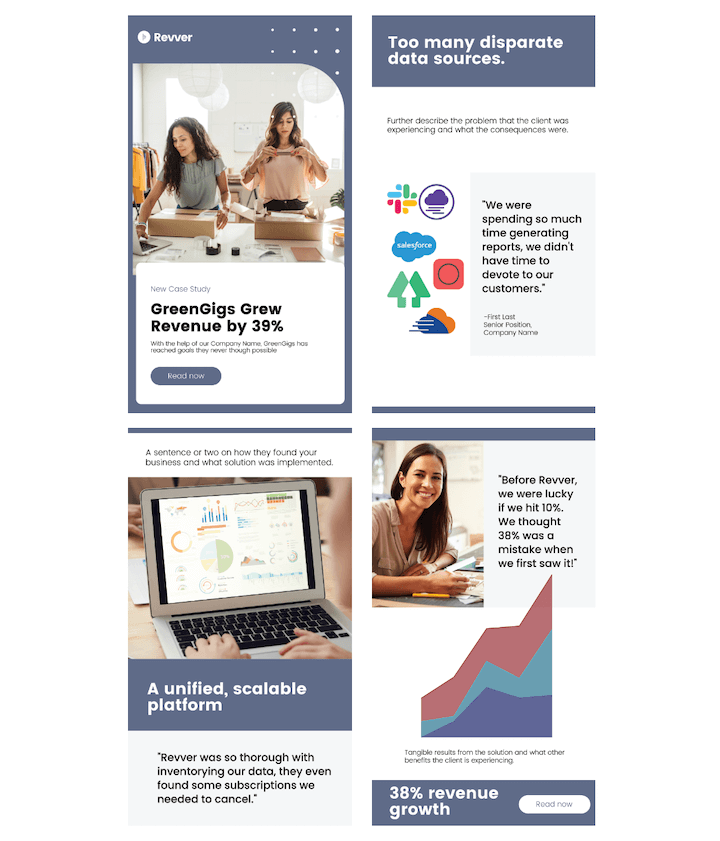 Revver
New Case Study
GreenGigs Grew
Revenue by 39%
With the help of our Company Name, GreenGigs has
reached goals they never though possible
Read now
Too many disparate
data sources.
Further describe the problem that the client was
experiencing and what the consequences were.
salesforce
"We were
spending so much
time generating
reports, we didn't
have time to
devote to our
customers."
–First Last
Senior Position,
Company Name
A sentence or two on how they found your
business and what solution was implemented.
A unified, scalable
platform
"Revver was so thorough with
inventorying our data, they even
found some subscriptions we
needed to cancel."
"Before Revver,
we were lucky
if we hit 10%.
We thought
38% was a
mistake when
we first saw it!"
Tangible results from the solution and what other
benefits the client is experiencing.
38% revenue
growth
Read now